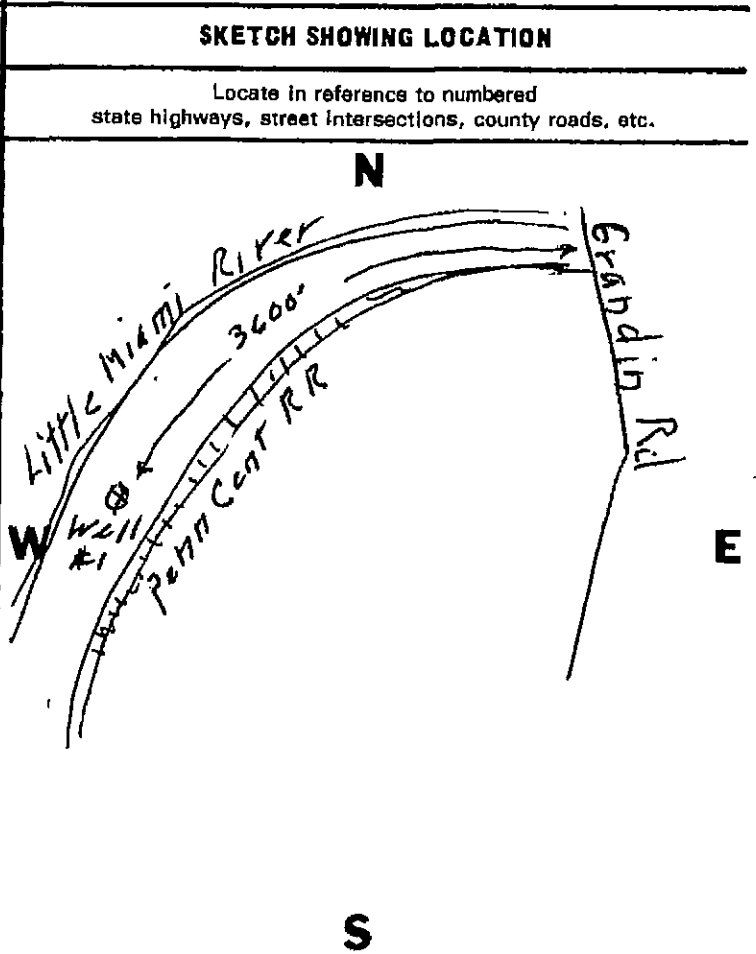 SKETCH SHOWING LOCATION
Locate in reference to numbered
state highways, street intersections, county roads, etc.
N
Little Miami River
3600'
Grandin Rd
Penn Cent RR
W
Well
#1
E
S